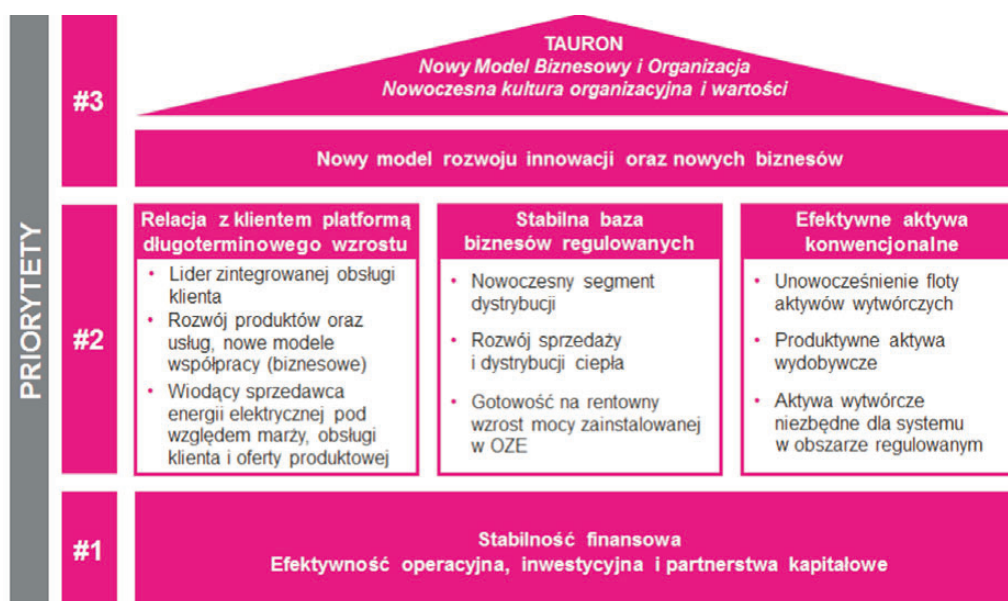 PRIORYTETY
#3
TAURON
Nowy Model Biznesowy i Organizacja
Nowoczesna kultura organizacyjna i wartości
Nowy model rozwoju innowacji oraz nowych biznesów
#2
Relacja z klientem platformą
długoterminowego wzrostu
• Lider zintegrowanej obsługi
klienta
• Rozwój produktów oraz
usług, nowe modele
współpracy (biznesowe)
• Wiodący sprzedawca
energii elektrycznej pod
względem marży, obsługi
klienta i oferty produktowej
Stabilna baza
biznesów regulowanych
• Nowoczesny segment
dystrybucji
• Rozwój sprzedaży
i dystrybucji ciepła
• Gotowość na rentowny
wzrost mocy zainstalowanej
w OZE
Efektywne aktywa
konwencjonalne
• Unowocześnienie floty
aktywów wytwórczych
• Produktywne aktywa
wydobywcze
• Aktywa wytwórcze
niezbędne dla systemu
w obszarze regulowanym
#1
Stabilność finansowa
Efektywność operacyjna, inwestycyjna i partnerstwa kapitałowe